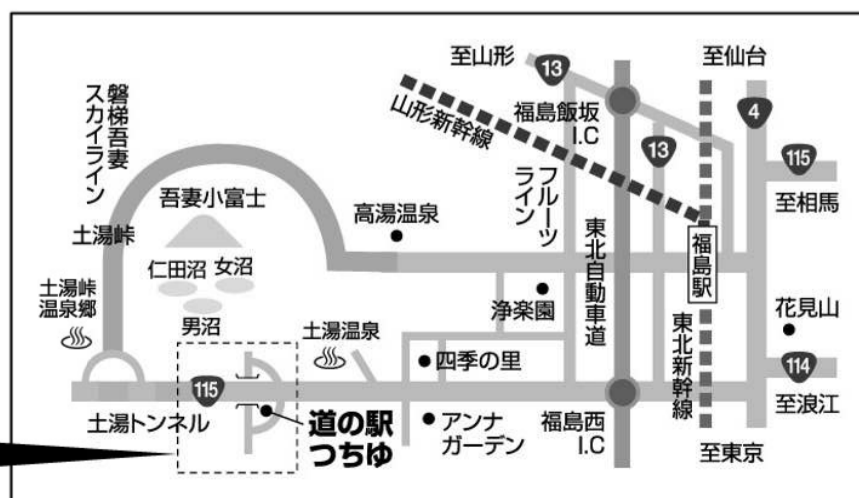 至山形
13
至仙台
4
磐梯吾妻
スカイライン
山形新幹線
福島飯坂
I.C
13
115
至相馬
フルーツ
ライン
吾妻小富士
高湯温泉
土湯峠
東北自動車道
福島駅
仁田沼
女沼
男沼
土湯峠
温泉郷
浄楽園
花見山
土湯温泉
四季の里
東北新幹線
114
至浪江
115
土湯トンネル
道の駅
つちゆ
アンナ
ガーデン
福島西
I.C
至東京